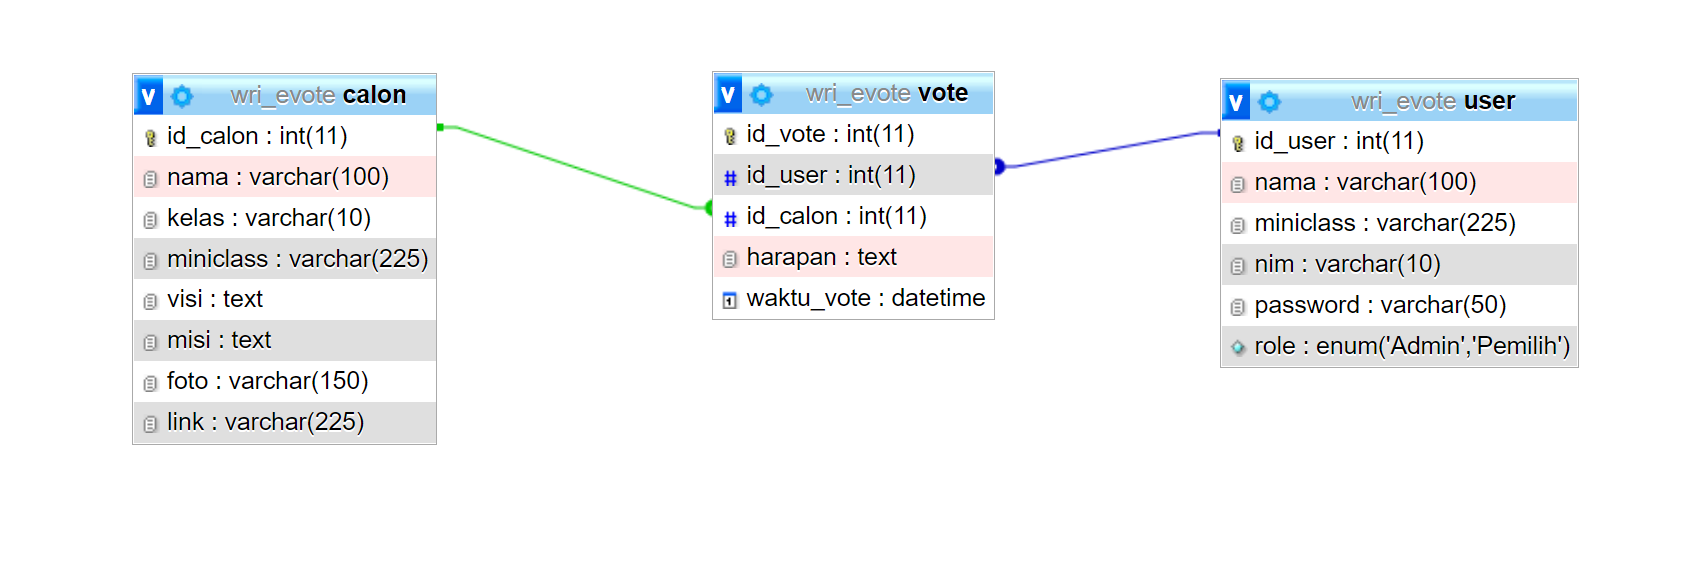 v wri_evote calon
id_calon : int(11)
nama : varchar(100)
kelas : varchar(10)
miniclass : varchar(225)
visi : text
misi : text
foto : varchar(150)
link : varchar(225)
v wri_evote vote
id_vote : int(11)
# id_user : int(11)
# id_calon : int(11)
harapan : text
1 waktu_vote : datetime
v wri_evote user
id_user : int(11)
nama : varchar(100)
miniclass : varchar(225)
nim : varchar(10)
password : varchar(50)
role : enum('Admin','Pemilih')